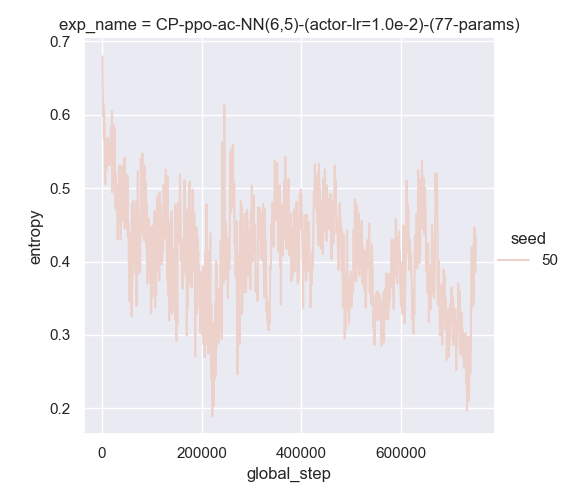 exp_name = CP-ppo-ac-NN(6,5)-(actor-lr=1.0e-2)-(77-params)
0.7
0.6
0.5
0.4
0.3
0.2
entropy
seed
50
0
200000
400000
600000
global_step